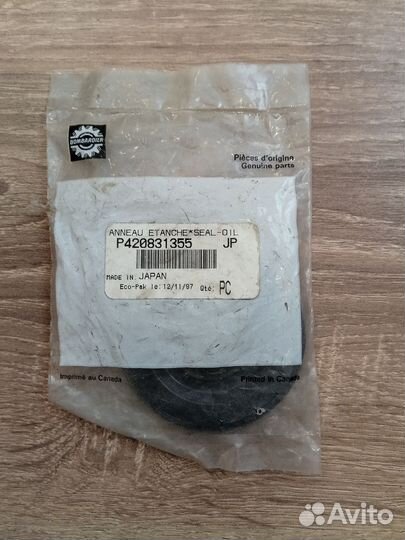 BOMBARDIER
Pièces d'origine
Genuine parts
ANNEAU ETANCHE*SEAL-OIL
P420831355 JP
MADE IN: JAPAN
Eco-Pak le: 12/11/97 Qté: PC
Imprimé au Canada
Printed in Canada
Avito